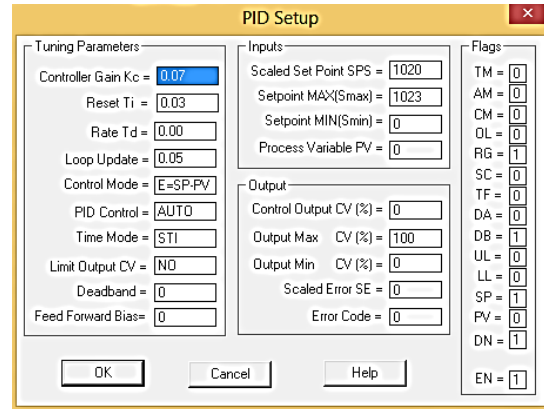 PID Setup
x
Tuning Parameters
Controller Gain Kc = 0.07
Reset Ti = 0.03
Rate Td = 0.00
Loop Update = 0.05
Control Mode = E=SP-PV
PID Control = AUTO
Time Mode = STI
Limit Output CV = NO
Deadband = 0
Feed Forward Bias= 0
Inputs
Scaled Set Point SPS = 1020
Setpoint MAX(Smax) = 1023
Setpoint MIN(Smin) = 0
Process Variable PV = 0
Output
Control Output CV (%) = 0
Output Max CV (%) = 100
Output Min CV (%) = 0
Scaled Error SE = 0
Error Code = 0
Flags
TM = 0
AM = 0
CM = 0
OL = 0
RG = 1
SC = 0
TF = 0
DA = 0
DB = 1
UL = 0
LL = 0
SP = 1
PV = 0
DN = 1
EN = 1
OK
Cancel
Help